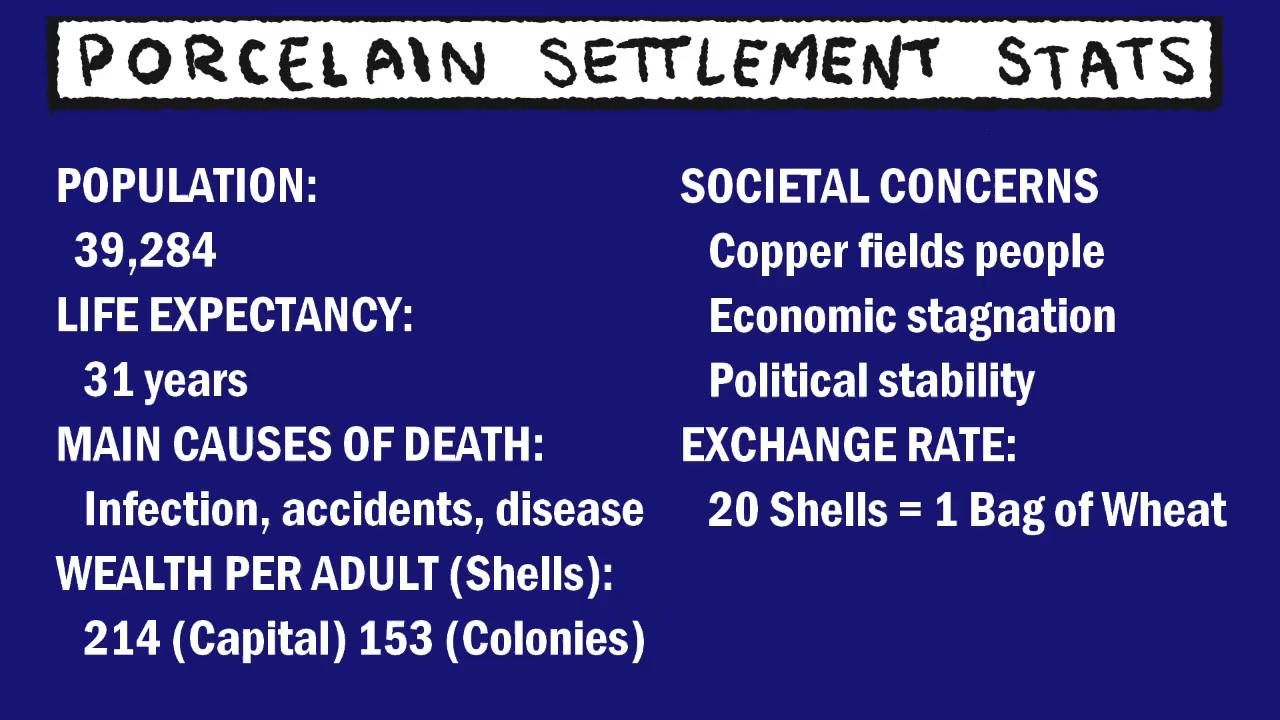 PORCELAIN SETTLEMENT STATS
POPULATION:
39,284
LIFE EXPECTANCY:
31 years
MAIN CAUSES OF DEATH:
Infection, accidents, disease
WEALTH PER ADULT (Shells):
214 (Capital) 153 (Colonies)
SOCIETAL CONCERNS
Copper fields people
Economic stagnation
Political stability
EXCHANGE RATE:
20 Shells = 1 Bag of Wheat